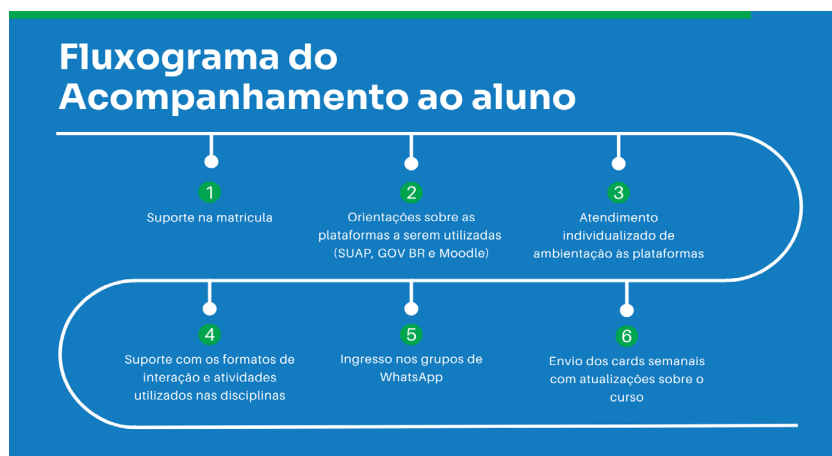 Fluxograma do
Acompanhamento ao aluno
1
Suporte na matrícula
2
Orientações sobre as
plataformas a serem utilizadas
(SUAP, GOV BR e Moodle)
3
Atendimento
individualizado de
ambientação às plataformas
4
Suporte com os formatos de
interação e atividades
utilizados nas disciplinas
5
Ingresso nos grupos de
WhatsApp
6
Envio dos cards semanais
com atualizações sobre o
curso